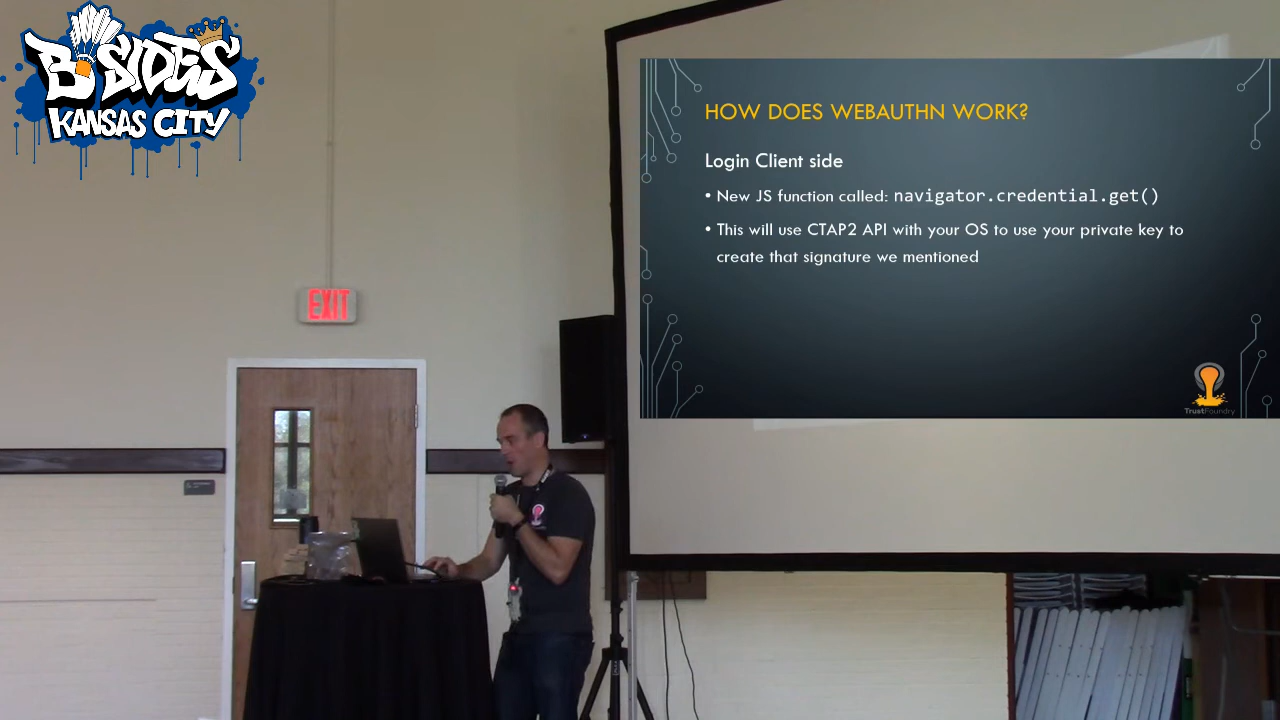 B-SIDES
KANSAS CITY
HOW DOES WEBAUTHN WORK?
Login Client side
• New JS function called: navigator.credential.get()
• This will use CTAP2 API with your OS to use your private key to
create that signature we mentioned
TrustFoundry
EXIT